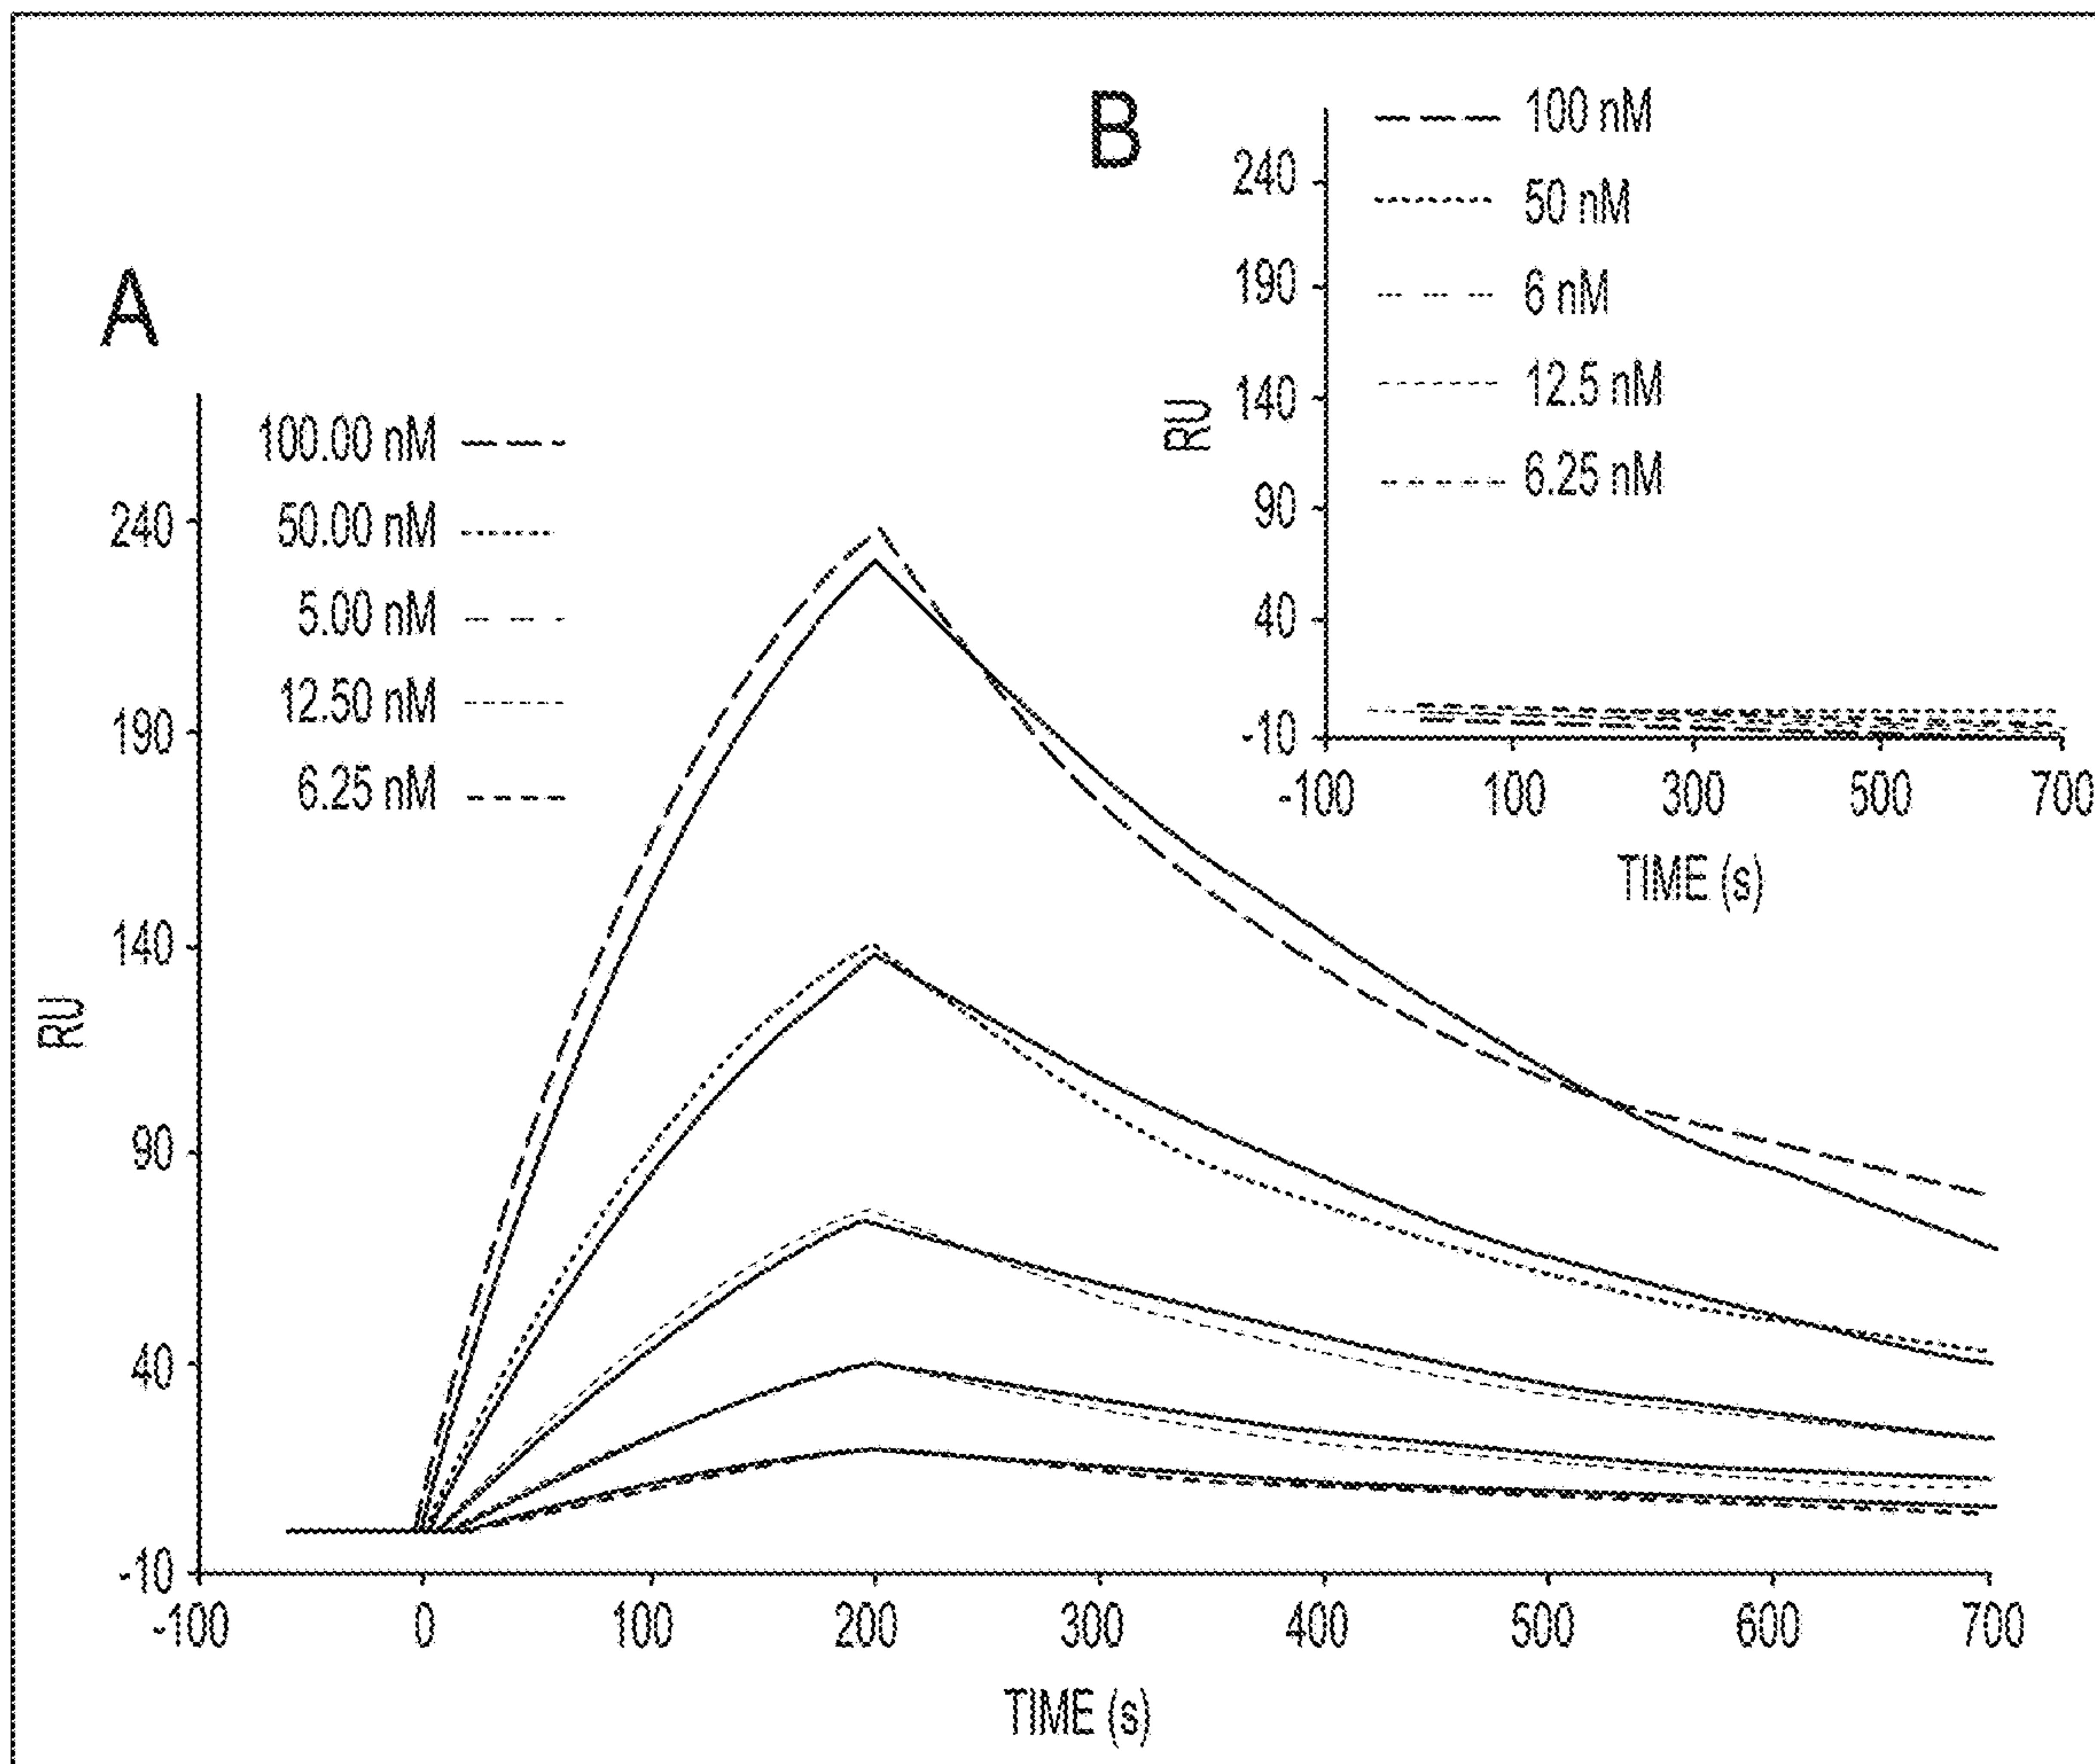 A
100.00 nM
50.00 nM
5.00 nM
12.50 nM
6.25 nM
240
190
140
90
40
-10
RU
-100 0 100 200 300 400 500 600 700
TIME (s)
B
100 nM
50 nM
6 nM
12.5 nM
6.25 nM
240
190
140
90
40
-10
RU
-100 100 300 500 700
TIME (s)